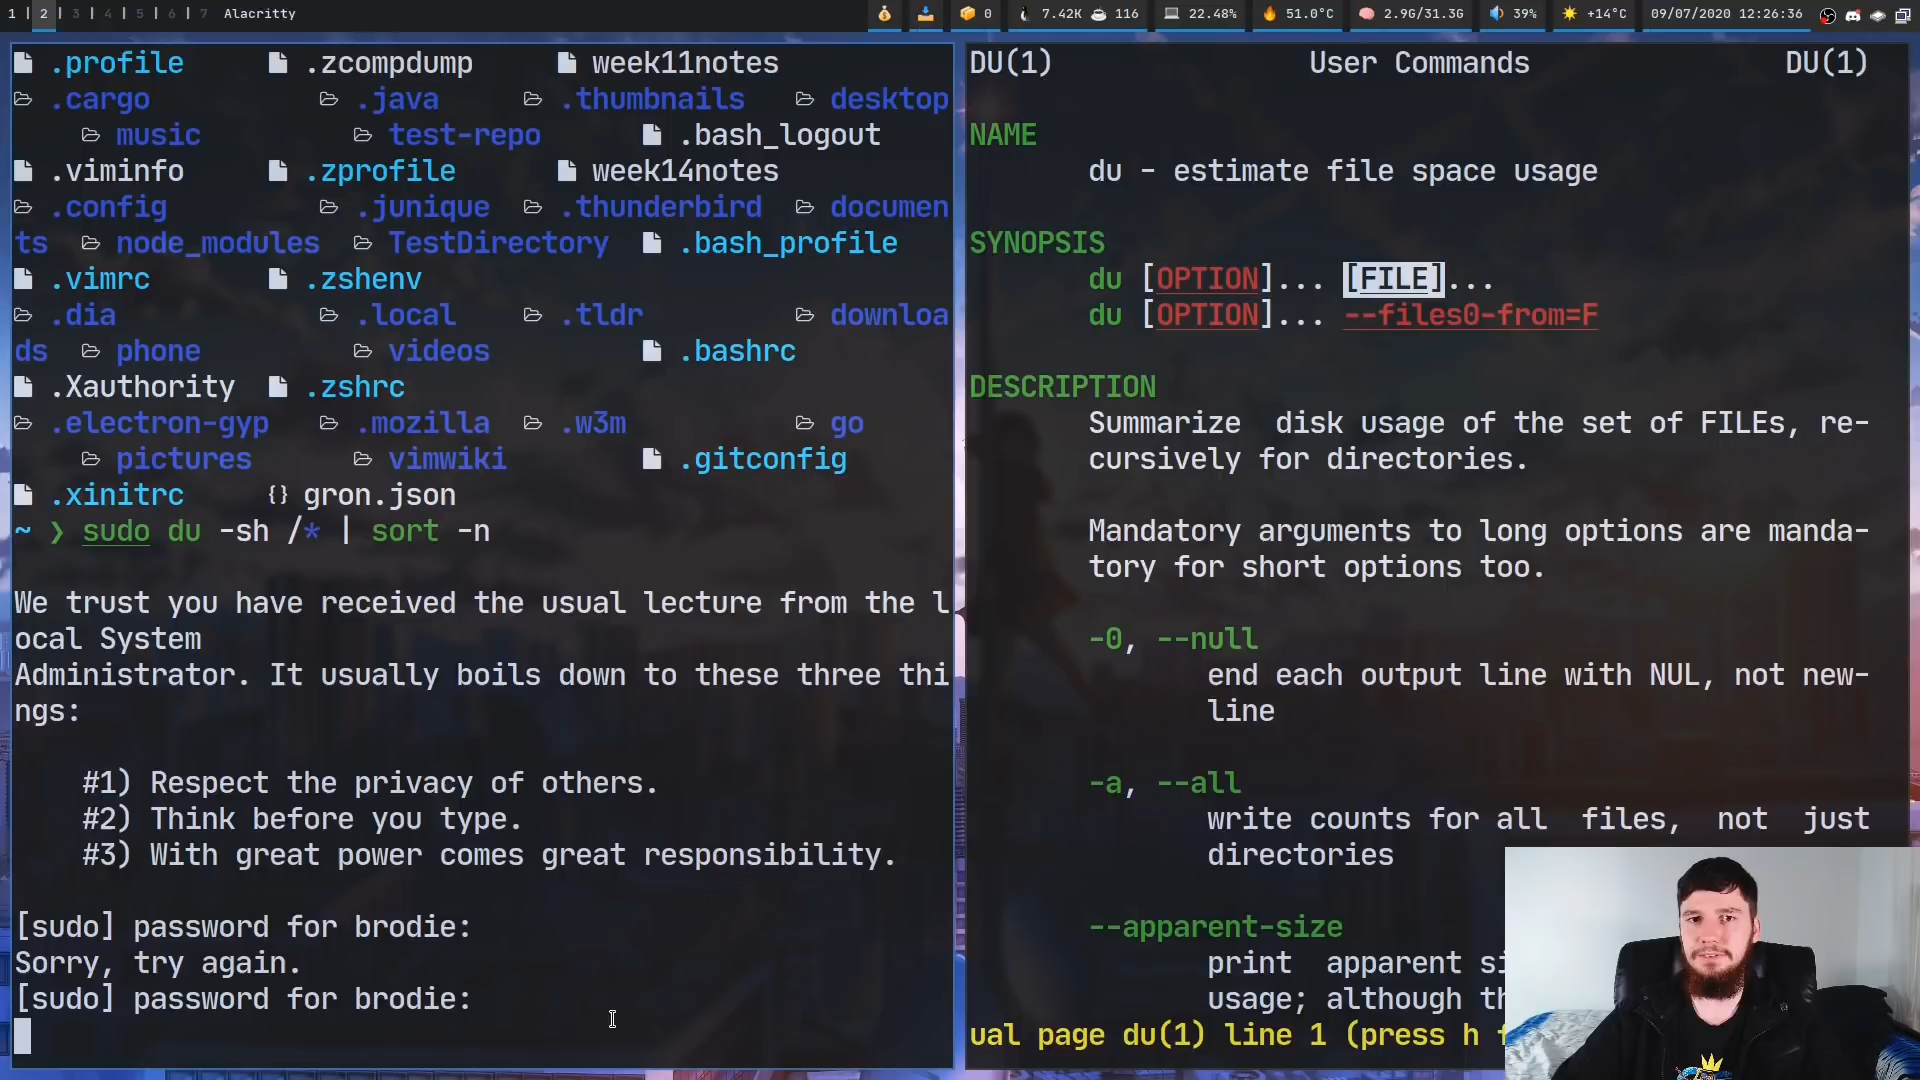 1 | 2 | 3 | 4 | 5 | 6 | 7 Alacritty 0 7.42K 116 22.48% 51.0°C 2.9G/31.3G 39% +14°C 09/07/2020 12:26:36
.profile .zcompdump week11notes
.cargo .java .thumbnails desktop
music test-repo .bash_logout
.viminfo .zprofile week14notes
.config .junique .thunderbird documen
ts node_modules TestDirectory .bash_profile
.vimrc .zshenv
.dia .local .tldr downloa
ds phone videos .bashrc
.Xauthority .zshrc
.electron-gyp .mozilla .w3m go
pictures vimwiki .gitconfig
.xinitrc {} gron.json
~ ❯ sudo du -sh /* | sort -n
We trust you have received the usual lecture from the l
ocal System
Administrator. It usually boils down to these three thi
ngs:
#1) Respect the privacy of others.
#2) Think before you type.
#3) With great power comes great responsibility.
[sudo] password for brodie:
Sorry, try again.
[sudo] password for brodie:
DU(1) User Commands DU(1)
NAME
du - estimate file space usage
SYNOPSIS
du [OPTION]... [FILE]...
du [OPTION]... --files0-from=F
DESCRIPTION
Summarize disk usage of the set of FILEs, re-
cursively for directories.
Mandatory arguments to long options are manda-
tory for short options too.
-0, --null
end each output line with NUL, not new-
line
-a, --all
write counts for all files, not just
directories
--apparent-size
print apparent si
usage; although th
ual page du(1) line 1 (press h f